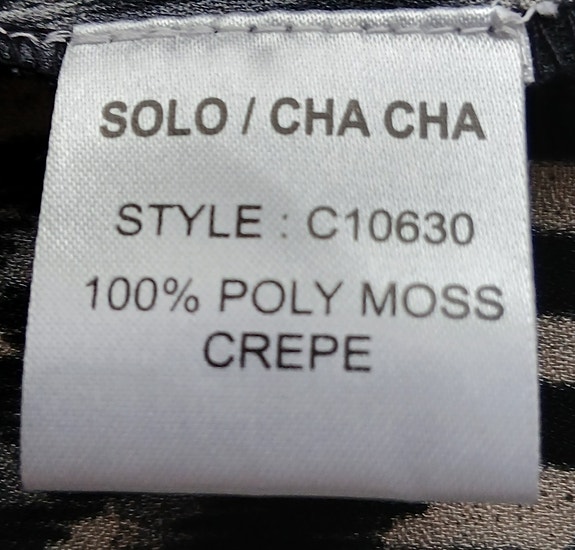 SOLO / CHA CHA
STYLE : C10630
100% POLY MOSS
CREPE